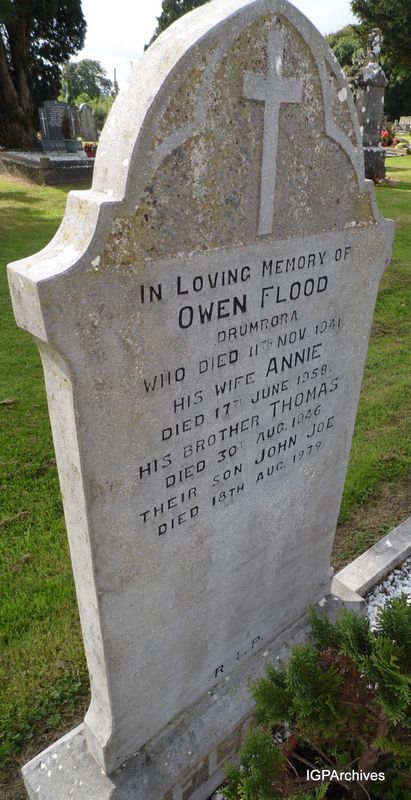 IN LOVING MEMORY OF
OWEN FLOOD
DRUMRORA
WHO DIED 11TH NOV 1941.
HIS WIFE ANNIE
DIED 17TH JUNE 1958.
HIS BROTHER THOMAS
DIED 30T AUG. 1946
THEIR SON JOHN JOE
DIED 18TH AUG. 1979
R.I.P.
IGPArchives